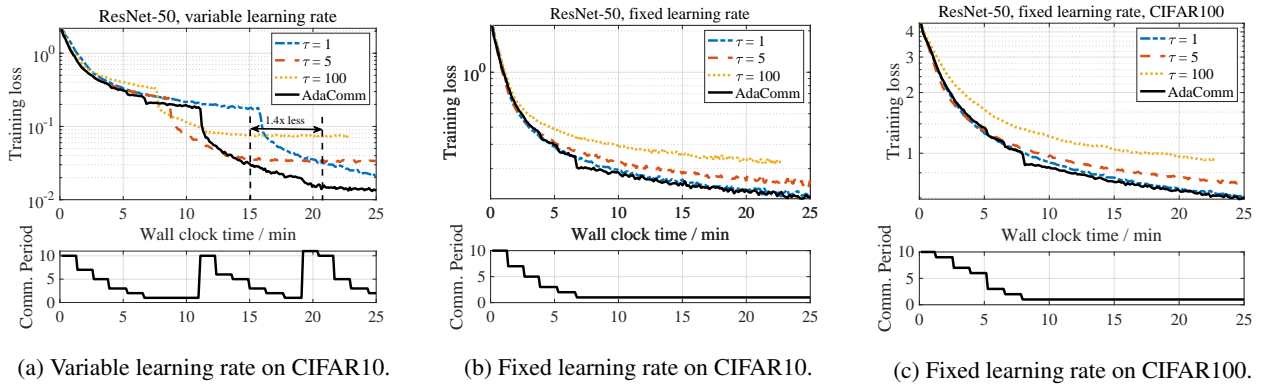 ResNet-50, variable learning rate
10^0
10^-1
10^-2
Training loss
τ = 1
τ = 5
τ = 100
AdaComm
1.4x less
0 5 10 15 20 25
Wall clock time / min
Comm. Period
10
5
0
0 5 10 15 20 25
(a) Variable learning rate on CIFAR10.
ResNet-50, fixed learning rate
10^0
Training loss
τ = 1
τ = 5
τ = 100
AdaComm
0 5 10 15 20 25
Wall clock time / min
Comm. Period
10
5
0
0 5 10 15 20 25
(b) Fixed learning rate on CIFAR10.
ResNet-50, fixed learning rate, CIFAR100
4
3
2
1
Training loss
τ = 1
τ = 5
τ = 100
AdaComm
0 5 10 15 20 25
Wall clock time / min
Comm. Period
10
5
0
0 5 10 15 20 25
(c) Fixed learning rate on CIFAR100.